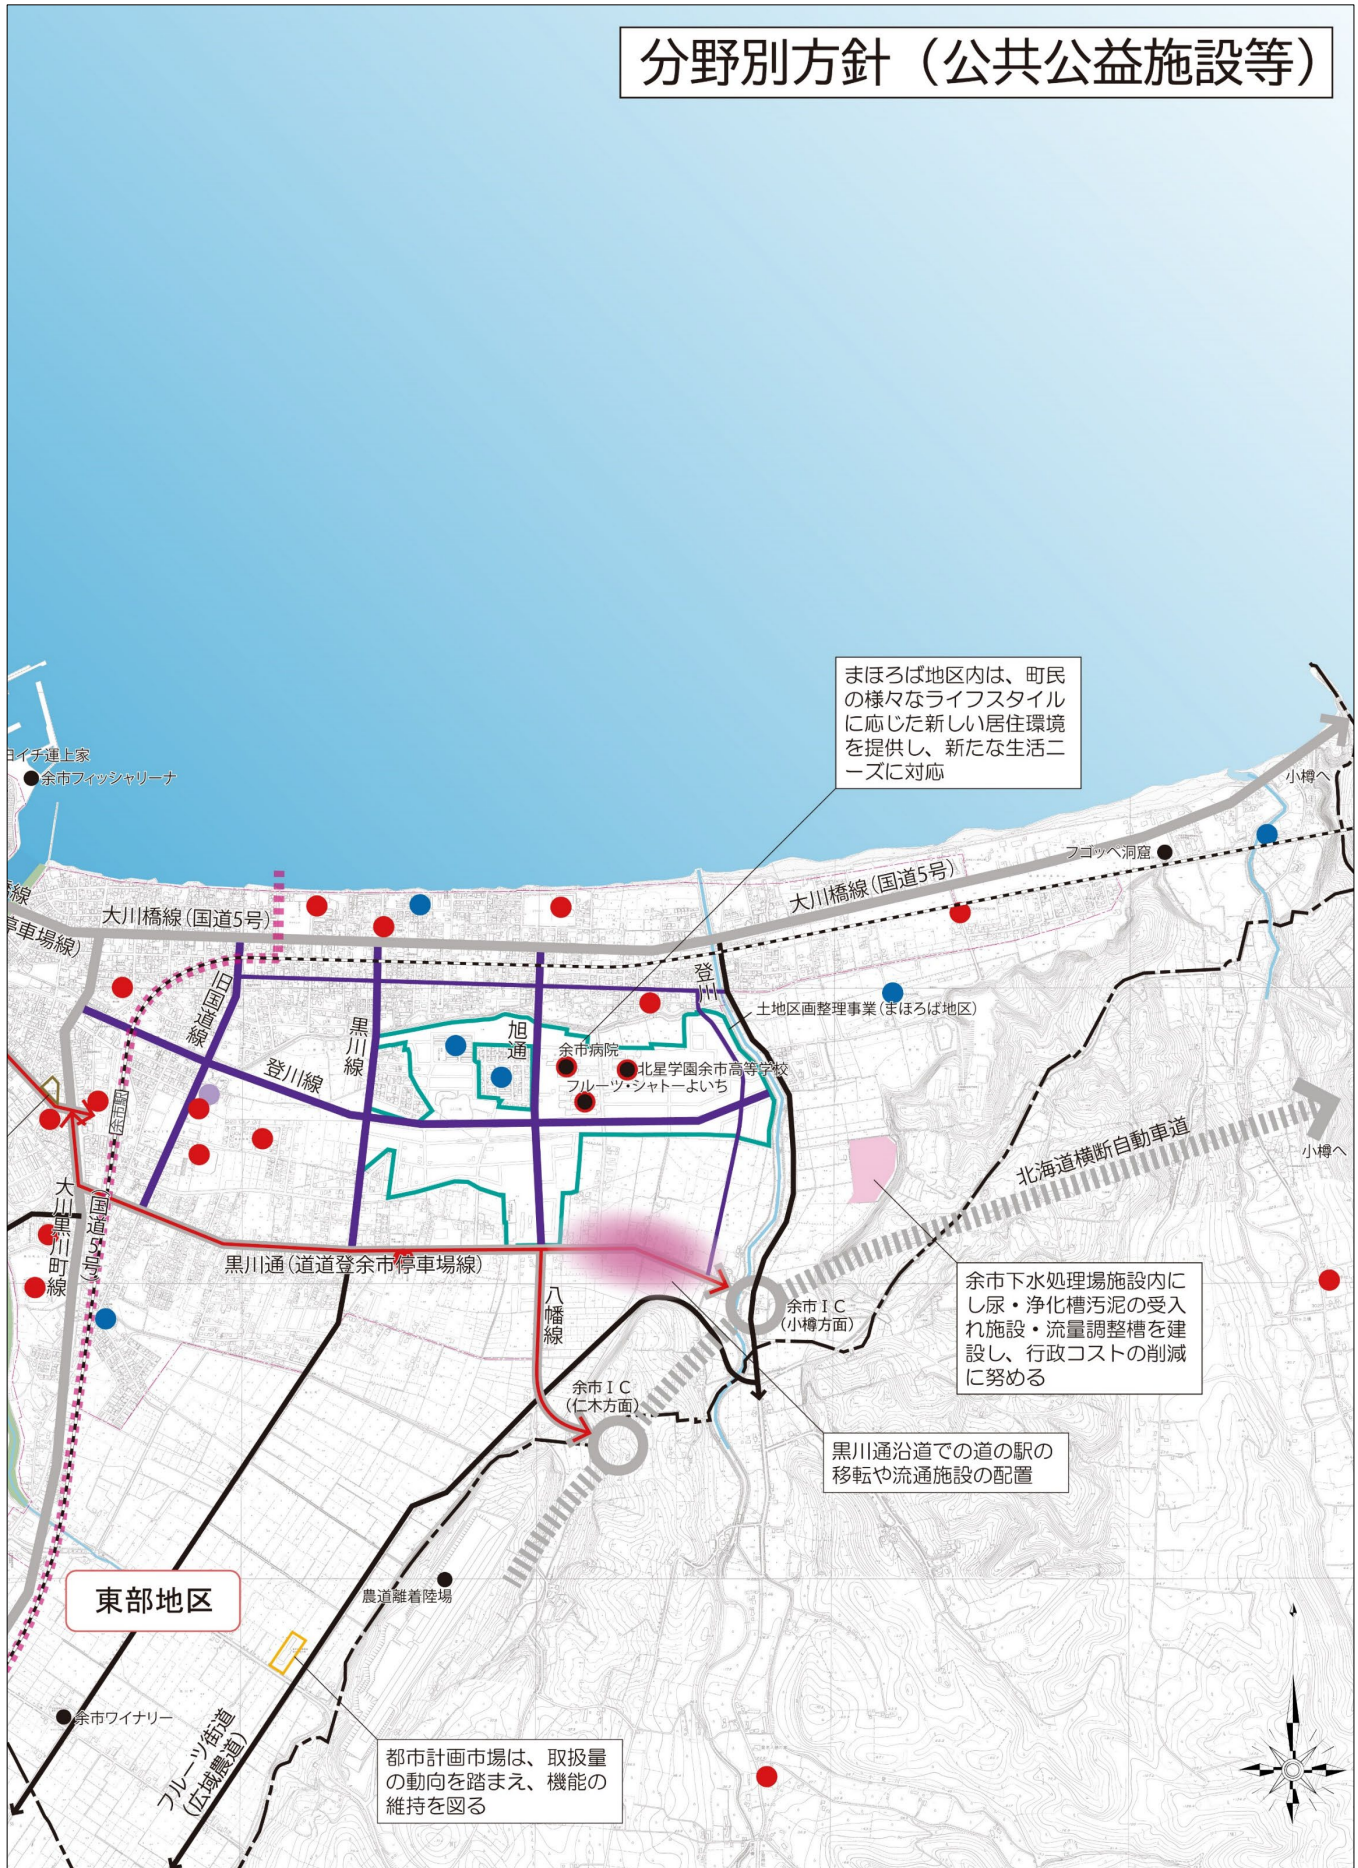 分野別方針（公共公益施設等）
まほろば地区内は、町民
の様々なライフスタイル
に応じた新しい居住環境
を提供し、新たな生活ニ
ーズに対応
イチ運上家
余市フィッシャリーナ
小樽へ
フゴッペ洞窟
大川橋線（国道5号）
大川橋線（国道5号）
橋線
停車場線）
登川
旧国道線
黒川線
旭通
土地区画整理事業（まほろば地区）
余市病院
北星学園余市高等学校
フルーツ・シャトーよいち
登川線
余市駅
北海道横断自動車道
小樽へ
大川黒川町線
（国道5号）
黒川通（道道登余市停車場線）
八幡線
余市ＩＣ
（小樽方面）
余市下水処理場施設内に
し尿・浄化槽汚泥の受入
れ施設・流量調整槽を建
設し、行政コストの削減
に努める
余市ＩＣ
（仁木方面）
黒川通沿道での道の駅の
移転や流通施設の配置
農道離着陸場
東部地区
余市ワイナリー
フルーツ街道
（広域農道）
都市計画市場は、取扱量
の動向を踏まえ、機能の
維持を図る